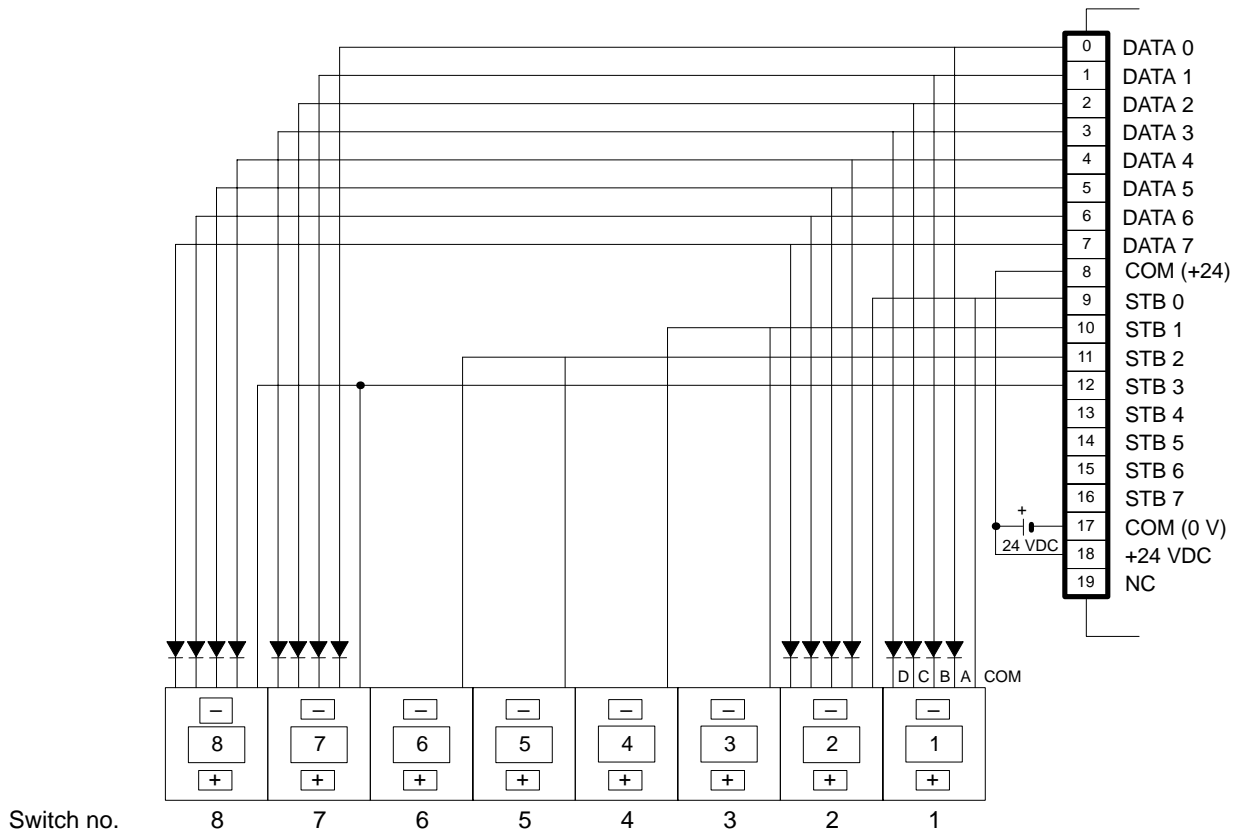 0 DATA 0
1 DATA 1
2 DATA 2
3 DATA 3
4 DATA 4
5 DATA 5
6 DATA 6
7 DATA 7
8 COM (+24)
9 STB 0
10 STB 1
11 STB 2
12 STB 3
13 STB 4
14 STB 5
15 STB 6
16 STB 7
+
17 COM (0 V)
24 VDC
18 +24 VDC
19 NC
D C B A COM
– – – – – – – –
8 7 6 5 4 3 2 1
+ + + + + + + +
Switch no. 8 7 6 5 4 3 2 1